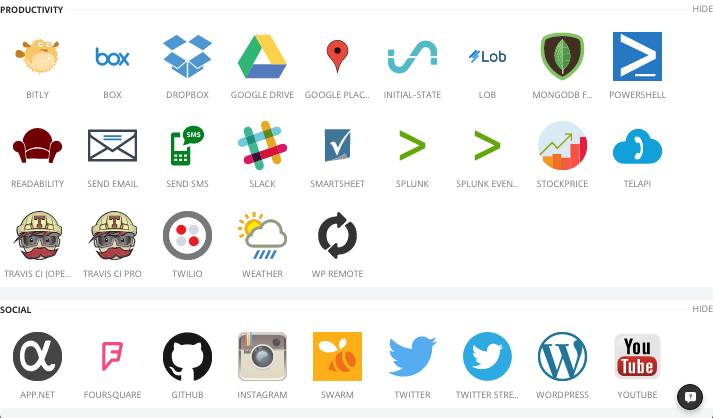 PRODUCTIVITY HIDE
box Lob
BITLY BOX DROPBOX GOOGLE DRIVE GOOGLE PLAC.. INITIAL-STATE LOB MONGODB F... POWERSHELL
SMS
READABILITY SEND EMAIL SEND SMS SLACK SMARTSHEET SPLUNK SPLUNK EVEN.. STOCKPRICE TELAPI
T T
TRAVIS CI (OPE... TRAVIS CI PRO TWILIO WEATHER WP REMOTE
SOCIAL HIDE
You
Tube
APP.NET FOURSQUARE GITHUB INSTAGRAM SWARM TWITTER TWITTER STRE.. WORDPRESS YOUTUBE